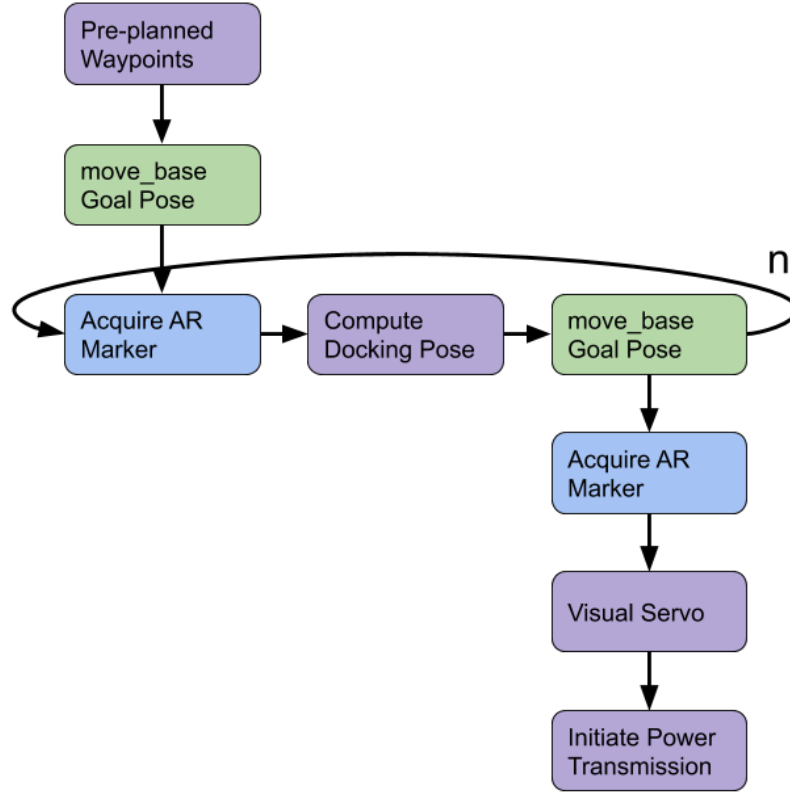 Pre-planned
Waypoints
move_base
Goal Pose
n
Acquire AR
Marker
Compute
Docking Pose
move_base
Goal Pose
Acquire AR
Marker
Visual Servo
Initiate Power
Transmission